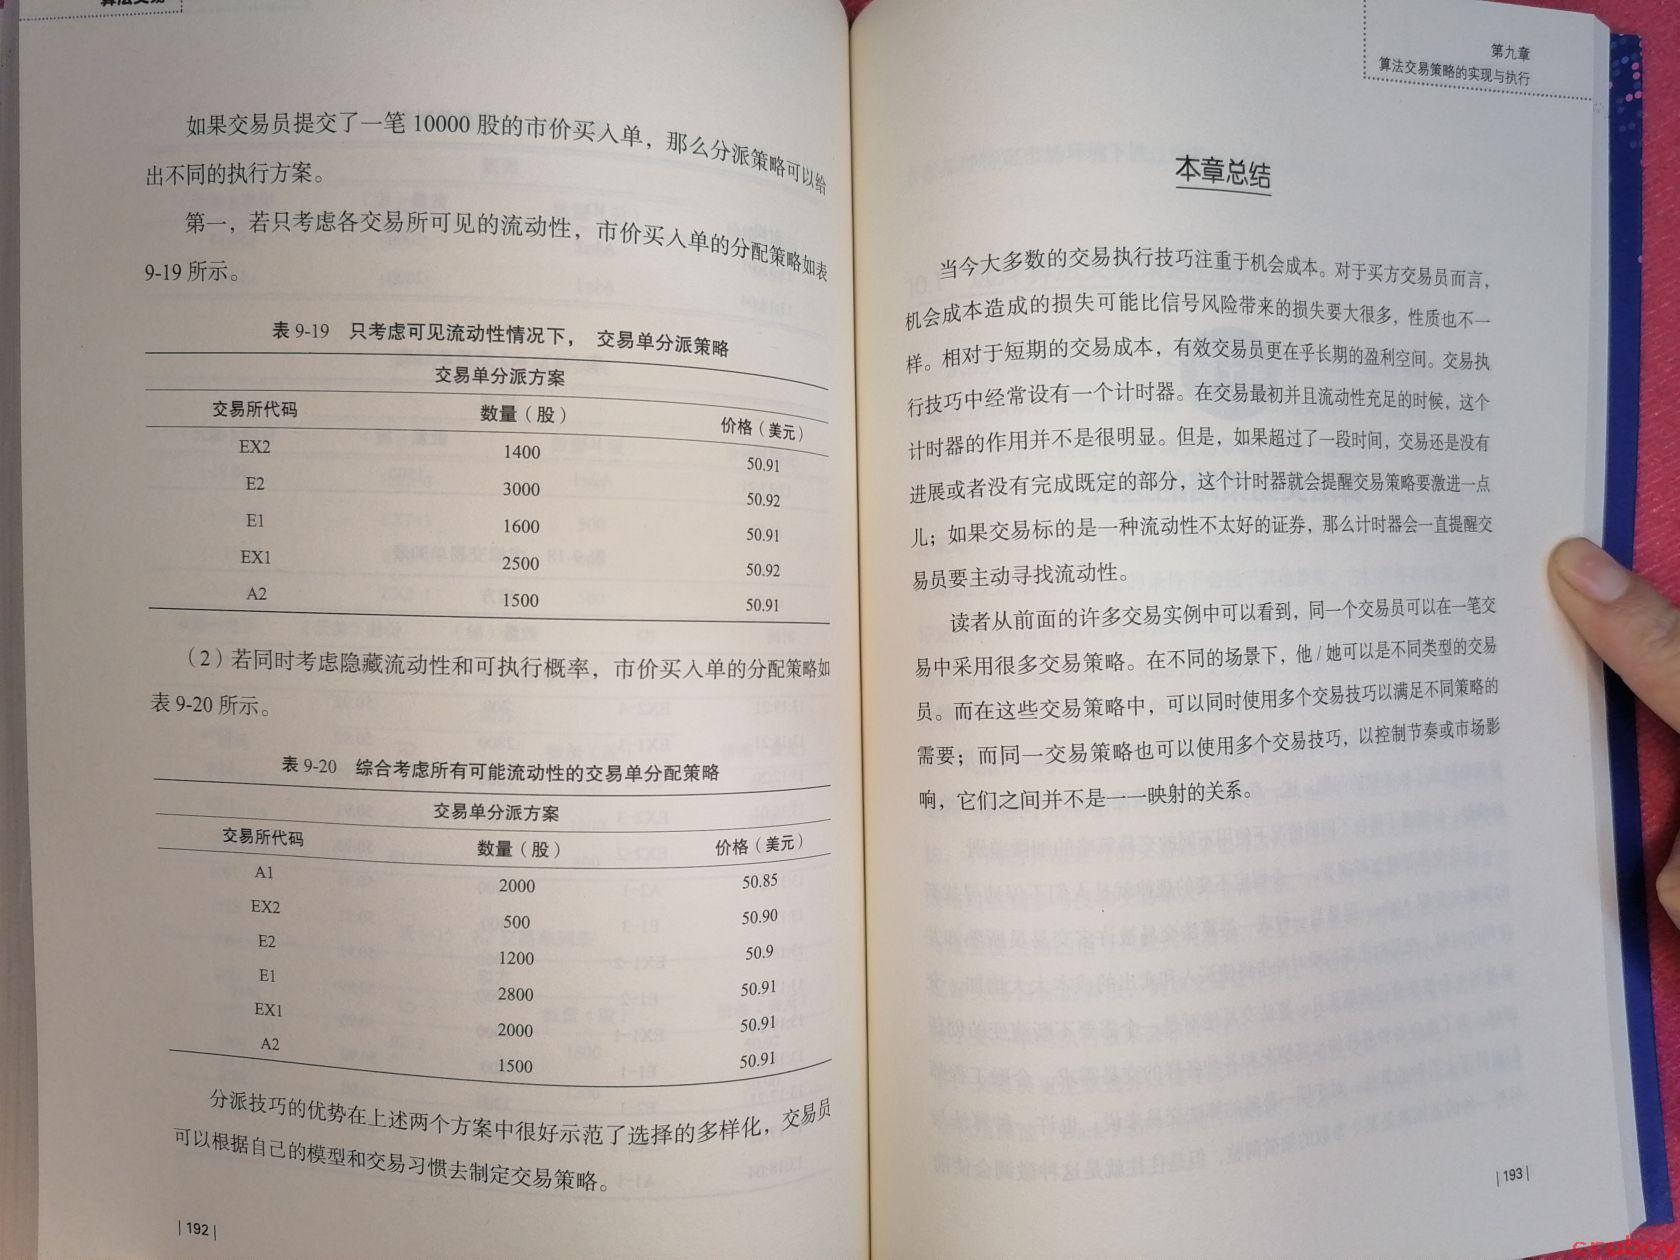 算法交易
如果交易员提交了一笔 10000 股的市价买入单，那么分派策略可以给
出不同的执行方案。
第一，若只考虑各交易所可见的流动性，市价买入单的分配策略如表
9-19 所示。
表 9-19 只考虑可见流动性情况下， 交易单分派策略
交易单分派方案
交易所代码 数量（股） 价格（美元）
EX2 1400 50.91
E2 3000 50.92
E1 1600 50.91
EX1 2500 50.92
A2 1500 50.91
（2）若同时考虑隐藏流动性和可执行概率，市价买入单的分配策略如
表 9-20 所示。
表 9-20 综合考虑所有可能流动性的交易单分配策略
交易单分派方案
交易所代码 数量（股） 价格（美元）
A1 2000 50.85
EX2 500 50.90
E2 1200 50.9
E1 2800 50.91
EX1 2000 50.91
A2 1500 50.91
分派技巧的优势在上述两个方案中很好示范了选择的多样化，交易员
可以根据自己的模型和交易习惯去制定交易策略。
| 192 |
第九章
算法交易策略的实现与执行
本章总结
当今大多数的交易执行技巧注重于机会成本。对于买方交易员而言，
机会成本造成的损失可能比信号风险带来的损失要大很多，性质也不一
样。相对于短期的交易成本，有效交易员更在乎长期的盈利空间。交易执
行技巧中经常设有一个计时器。在交易最初并且流动性充足的时候，这个
计时器的作用并不是很明显。但是，如果超过了一段时间，交易还是没有
进展或者没有完成既定的部分，这个计时器就会提醒交易策略要激进一点
儿；如果交易标的是一种流动性不太好的证券，那么计时器会一直提醒交
易员要主动寻找流动性。
读者从前面的许多交易实例中可以看到，同一个交易员可以在一笔交
易中采用很多交易策略。在不同的场景下，他 / 她可以是不同类型的交易
员。而在这些交易策略中，可以同时使用多个交易技巧以满足不同策略的
需要；而同一交易策略也可以使用多个交易技巧，以控制节奏或市场影
响，它们之间并不是一一映射的关系。
| 193 |